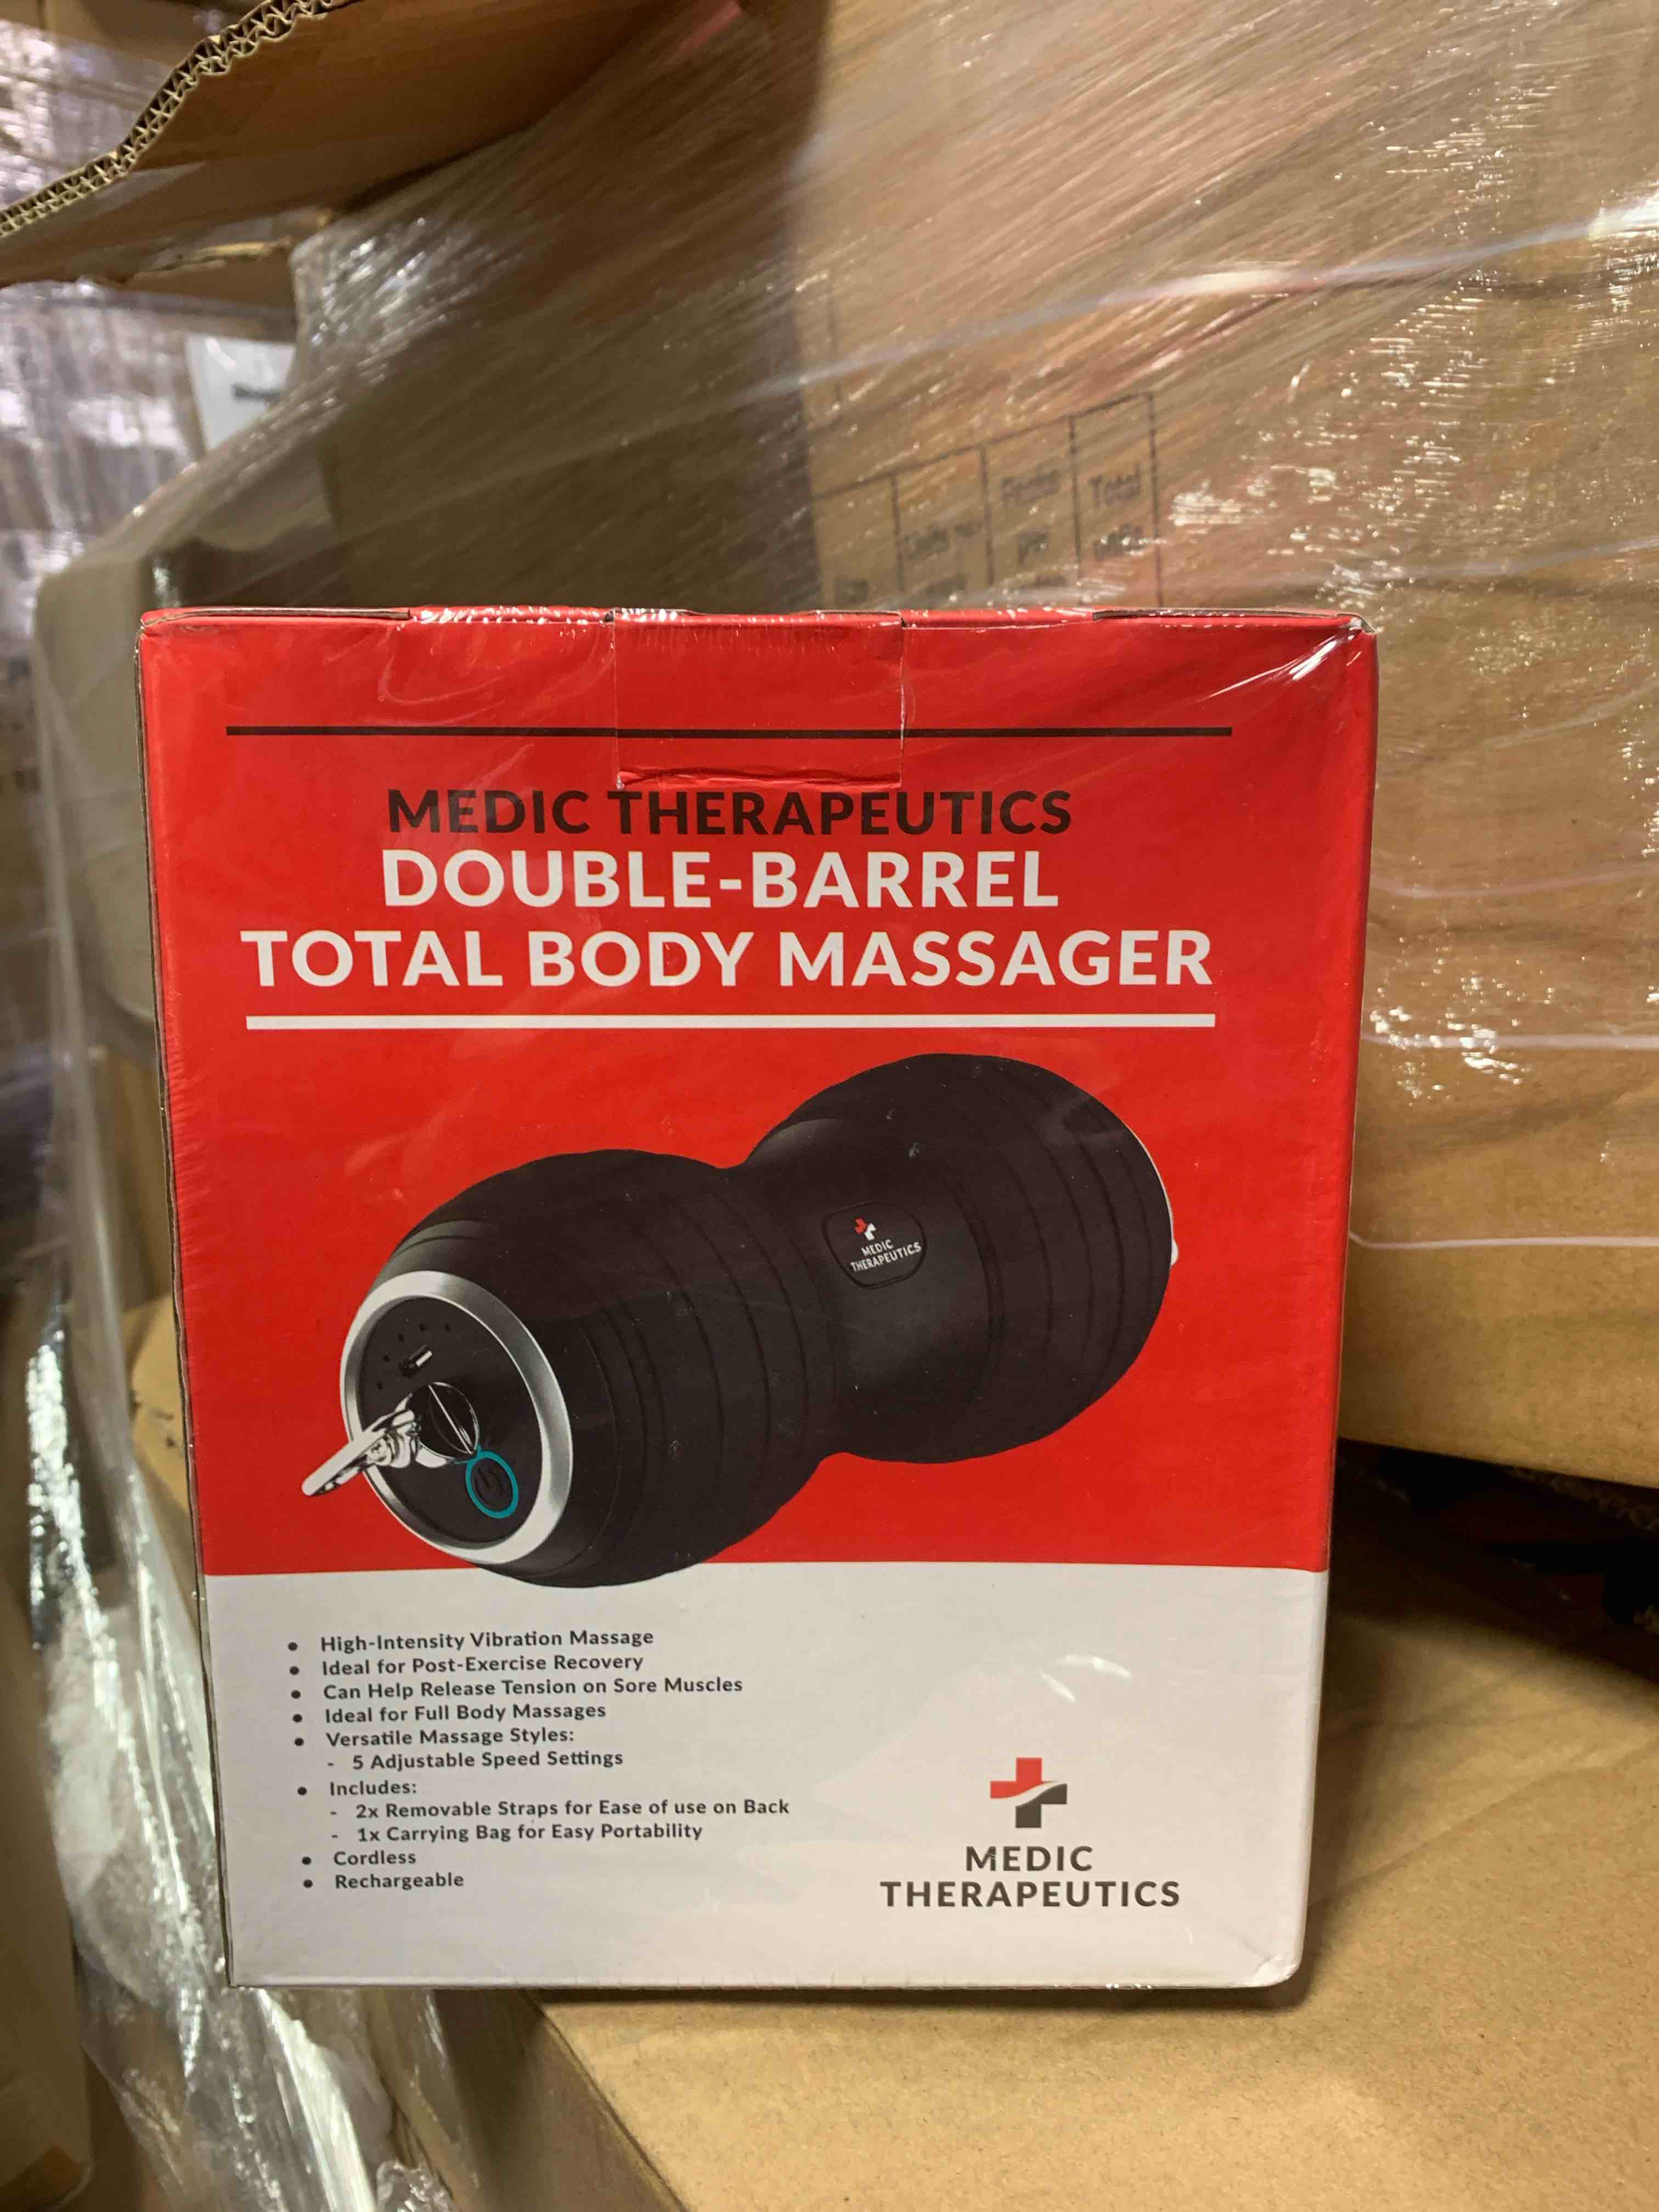 Total
MEDIC THERAPEUTICS
DOUBLE-BARREL
TOTAL BODY MASSAGER
MEDIC
THERAPEUTICS
• High-Intensity Vibration Massage
• Ideal for Post-Exercise Recovery
• Can Help Release Tension on Sore Muscles
• Ideal for Full Body Massages
• Versatile Massage Styles:
- 5 Adjustable Speed Settings
• Includes:
- 2x Removable Straps for Ease of use on Back
- 1x Carrying Bag for Easy Portability
• Cordless
• Rechargeable
MEDIC
THERAPEUTICS